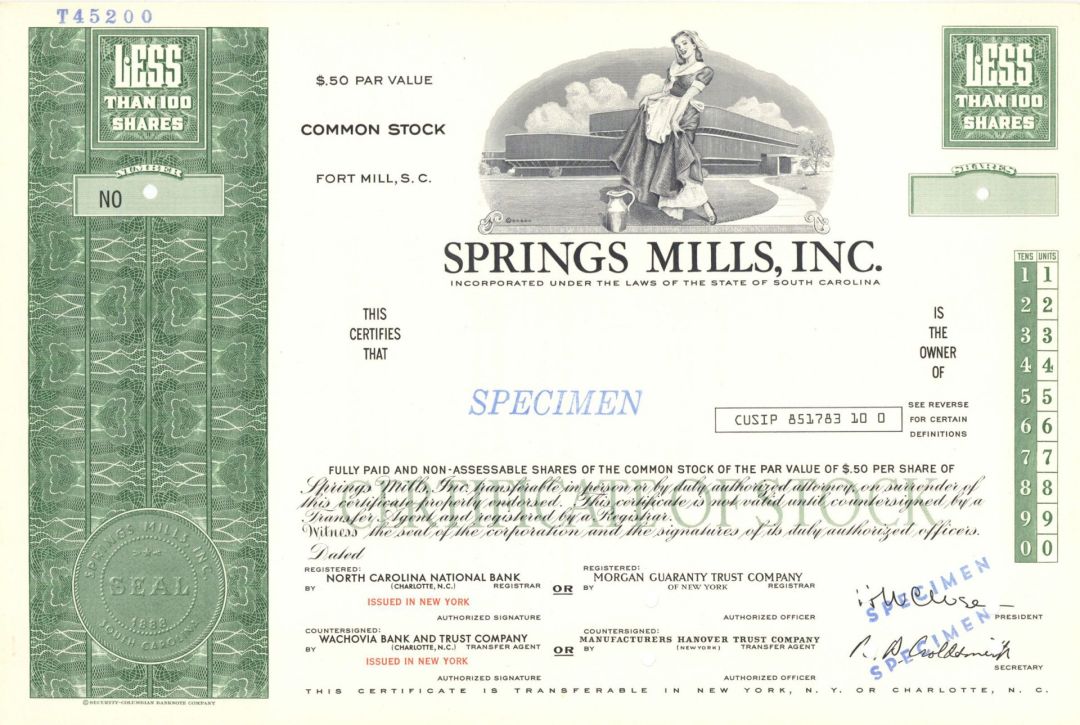 T45200
LESS
THAN 100
SHARES
NUMBER
NO
$.50 PAR VALUE
COMMON STOCK
FORT MILL, S. C.
LESS
THAN 100
SHARES
SHARES
SPRINGS MILLS, INC.
INCORPORATED UNDER THE LAWS OF THE STATE OF SOUTH CAROLINA
THIS
CERTIFIES
THAT
IS
THE
OWNER
OF
TENS UNITS
1 1
2 2
3 3
4 4
5 5
6 6
7 7
8 8
9 9
0 0
SPECIMEN
CUSIP 851783 10 0
SEE REVERSE
FOR CERTAIN
DEFINITIONS
CERTIFICATE OF STOCK
FULLY PAID AND NON-ASSESSABLE SHARES OF THE COMMON STOCK OF THE PAR VALUE OF $.50 PER SHARE OF
Springs Mills, Inc. transferable in person or by duly authorized attorney, on surrender of
this certificate properly endorsed. This certificate is not valid until countersigned by a
Transfer Agent and registered by a Registrar.
Witness the seal of the corporation and the signatures of its duly authorized officers.
Dated
SPRINGS MILLS, INC.
SEAL
SOUTH CAROLINA
REGISTERED:
NORTH CAROLINA NATIONAL BANK
BY (CHARLOTTE, N.C.) REGISTRAR
ISSUED IN NEW YORK
AUTHORIZED SIGNATURE
OR
REGISTERED:
MORGAN GUARANTY TRUST COMPANY
BY OF NEW YORK REGISTRAR
AUTHORIZED OFFICER
COUNTERSIGNED:
WACHOVIA BANK AND TRUST COMPANY
BY (CHARLOTTE, N.C.) TRANSFER AGENT
ISSUED IN NEW YORK
AUTHORIZED SIGNATURE
OR
COUNTERSIGNED:
MANUFACTURERS HANOVER TRUST COMPANY
BY (NEW YORK) TRANSFER AGENT
AUTHORIZED OFFICER
SPECIMEN
PRESIDENT
SPECIMEN
R. D. Goldsmith
SECRETARY
THIS CERTIFICATE IS TRANSFERABLE IN NEW YORK, N. Y. OR CHARLOTTE, N. C.
© SECURITY-COLUMBIAN BANKNOTE COMPANY